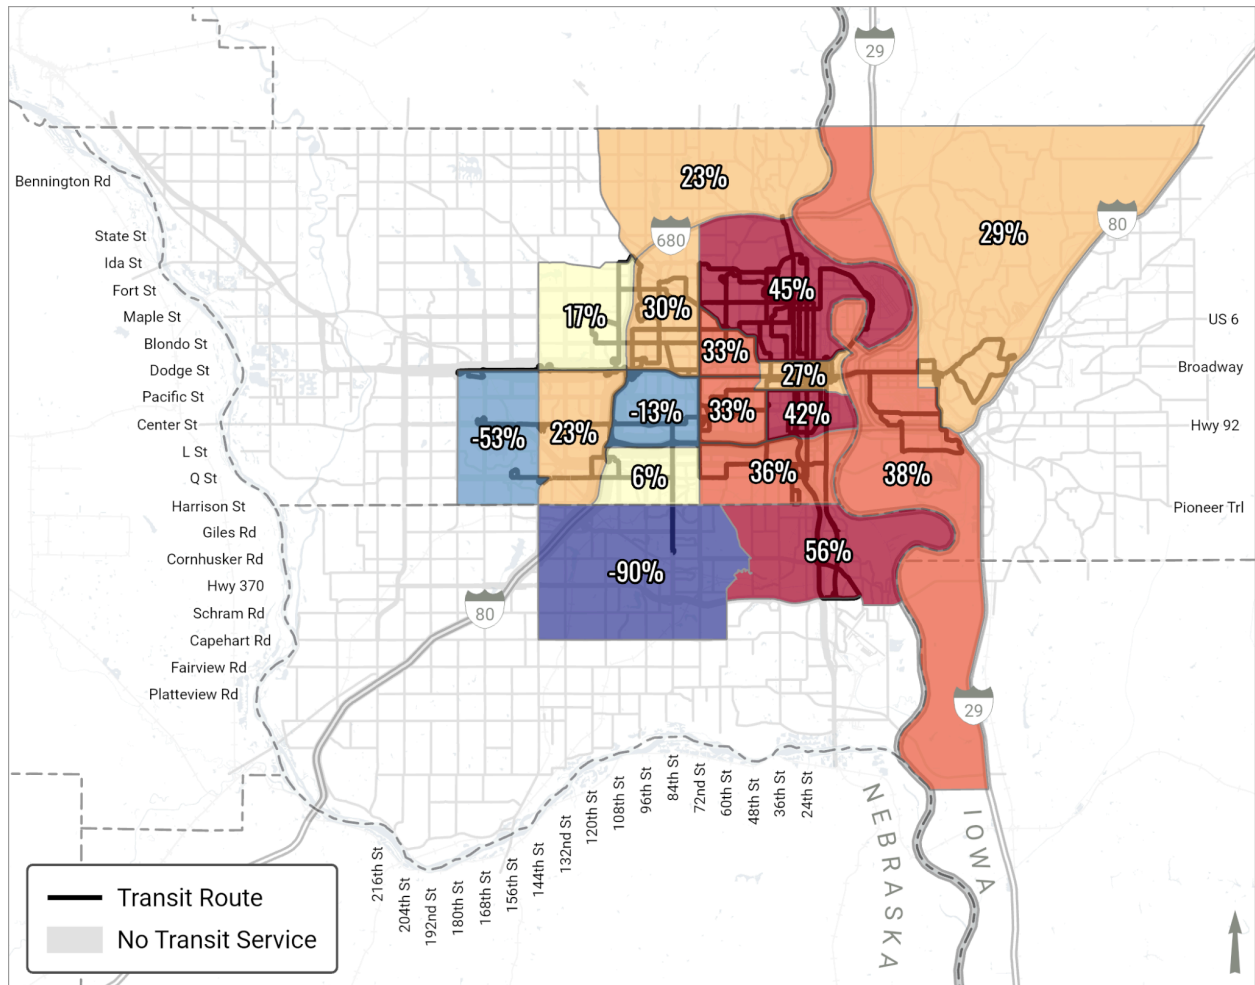 29
Bennington Rd
23%
80
State St
680
29%
Ida St
Fort St
45%
30%
Maple St
17%
US 6
Blondo St
33%
Dodge St
27%
Broadway
Pacific St
-13%
33%
42%
Center St
23%
-53%
Hwy 92
L St
36%
38%
Q St
6%
Harrison St
Pioneer Trl
Giles Rd
56%
Cornhusker Rd
-90%
Hwy 370
80
Schram Rd
Capehart Rd
Fairview Rd
Platteview Rd
29
216th St
204th St
192nd St
180th St
168th St
156th St
144th St
132nd St
120th St
108th St
96th St
84th St
72nd St
60th St
48th St
36th St
24th St
NEBRASKA
IOWA
Transit Route
No Transit Service